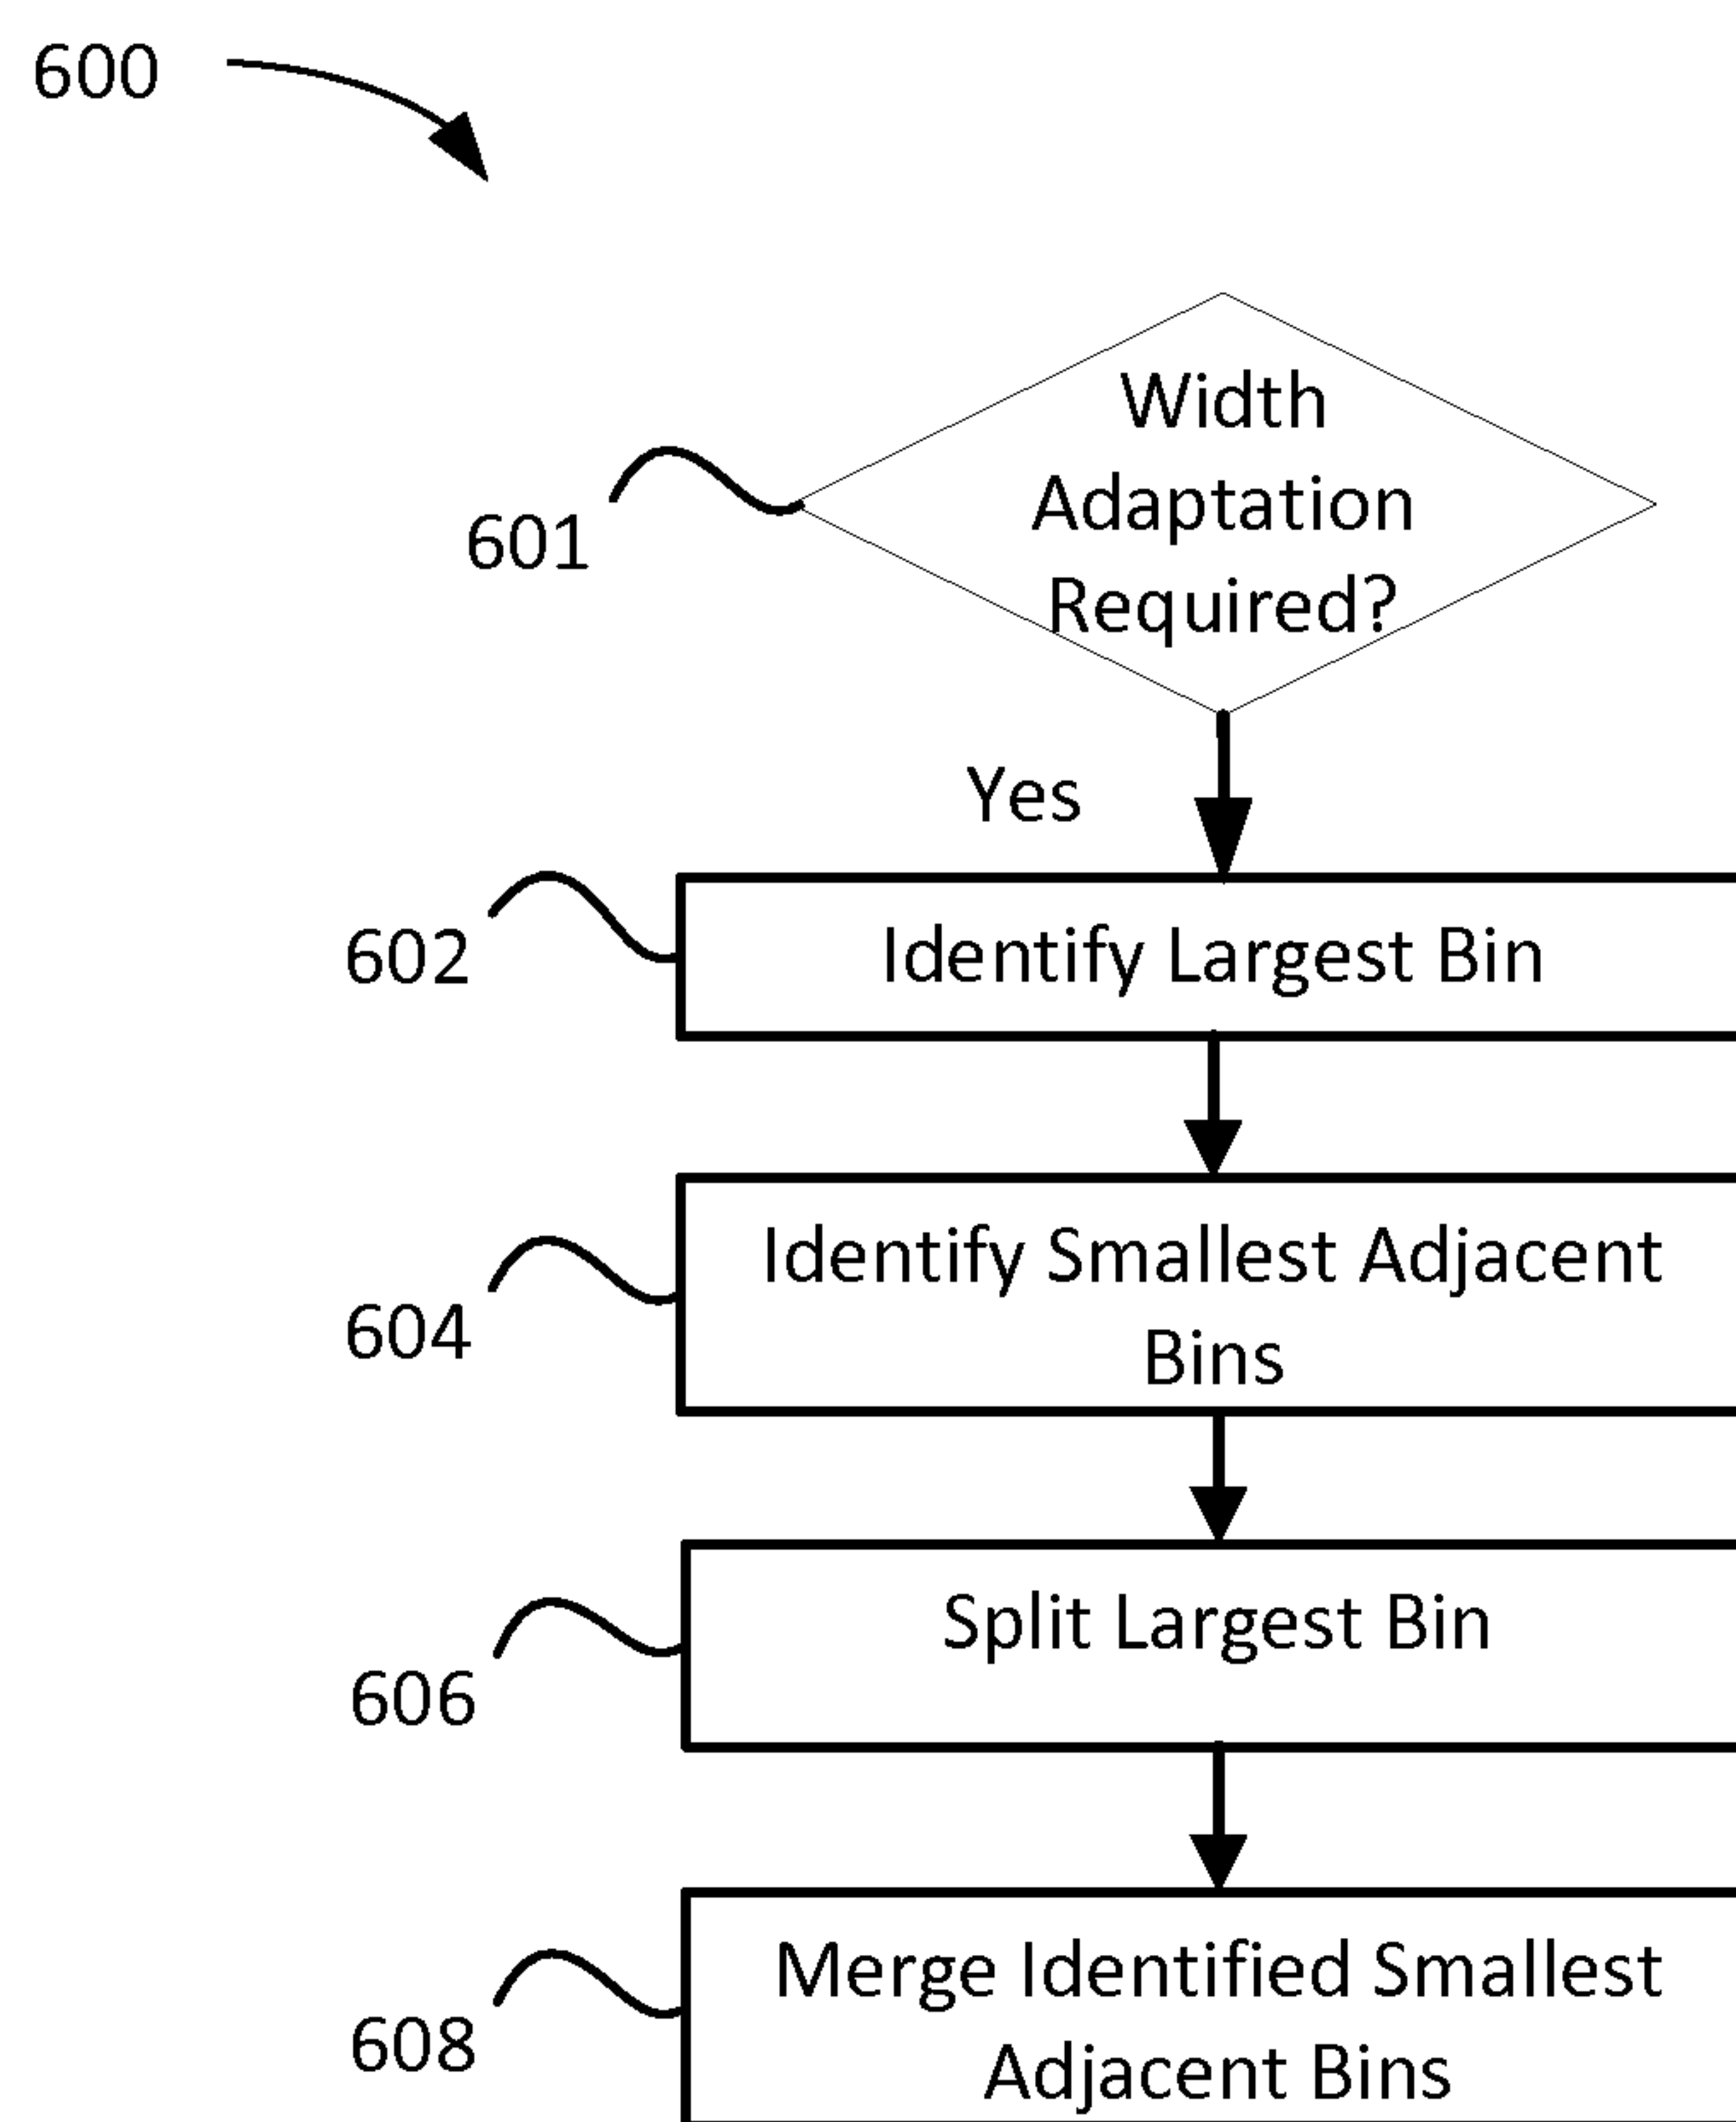 600
Width
Adaptation
Required?
601
Yes
Identify Largest Bin
602
Identify Smallest Adjacent
Bins
604
Split Largest Bin
606
Merge Identified Smallest
Adjacent Bins
608